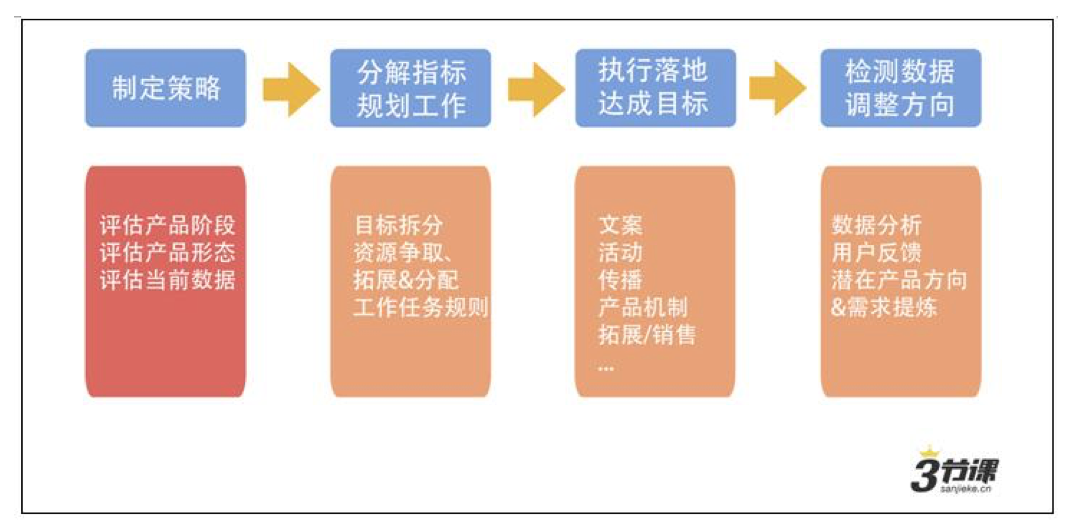 制定策略
分解指标
规划工作
执行落地
达成目标
检测数据
调整方向
评估产品阶段
评估产品形态
评估当前数据
目标拆分
资源争取、
拓展&分配
工作任务规则
文案
活动
传播
产品机制
拓展/销售
...
数据分析
用户反馈
潜在产品方向
&需求提炼
3节课
sanjieke.cn